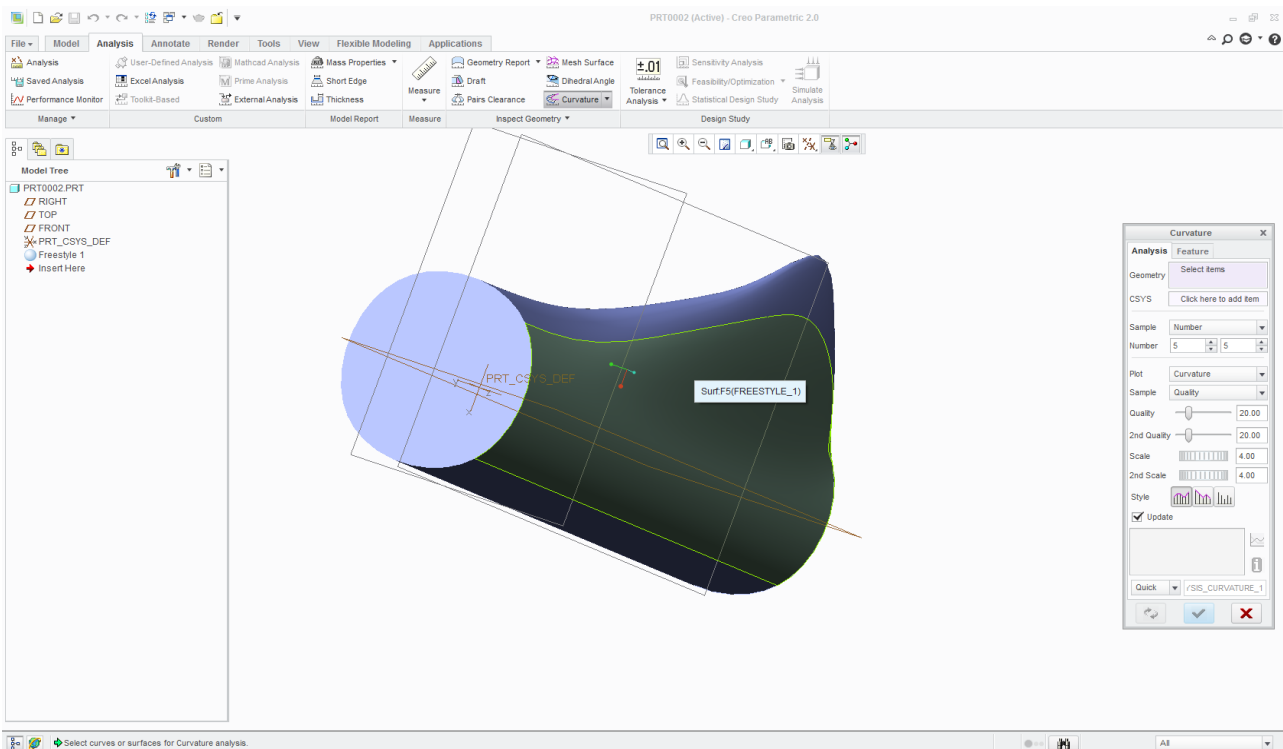 PRT0002 (Active) - Creo Parametric 2.0
File Model Analysis Annotate Render Tools View Flexible Modeling Applications
Analysis User-Defined Analysis Mathcad Analysis Mass Properties Geometry Report Mesh Surface Sensitivity Analysis
Saved Analysis Excel Analysis Prime Analysis Short Edge Draft Dihedral Angle Feasibility/Optimization
Performance Monitor Toolkit-Based External Analysis Thickness Pairs Clearance Curvature Statistical Design Study
Measure
±.01
Tolerance
Analysis
Simulate
Analysis
Manage Custom Model Report Measure Inspect Geometry Design Study
Model Tree
PRT0002.PRT
RIGHT
TOP
FRONT
PRT_CSYS_DEF
Freestyle 1
Insert Here
PRT_CSYS_DEF
Y
Z
X
Surf:F5(FREESTYLE_1)
Curvature
Analysis Feature
Geometry Select items
CSYS Click here to add item
Sample Number
Number 5 5
Plot Curvature
Sample Quality
Quality 20.00
2nd Quality 20.00
Scale 4.00
2nd Scale 4.00
Style
Update
Quick YSIS_CURVATURE_1
Select curves or surfaces for Curvature analysis.
All